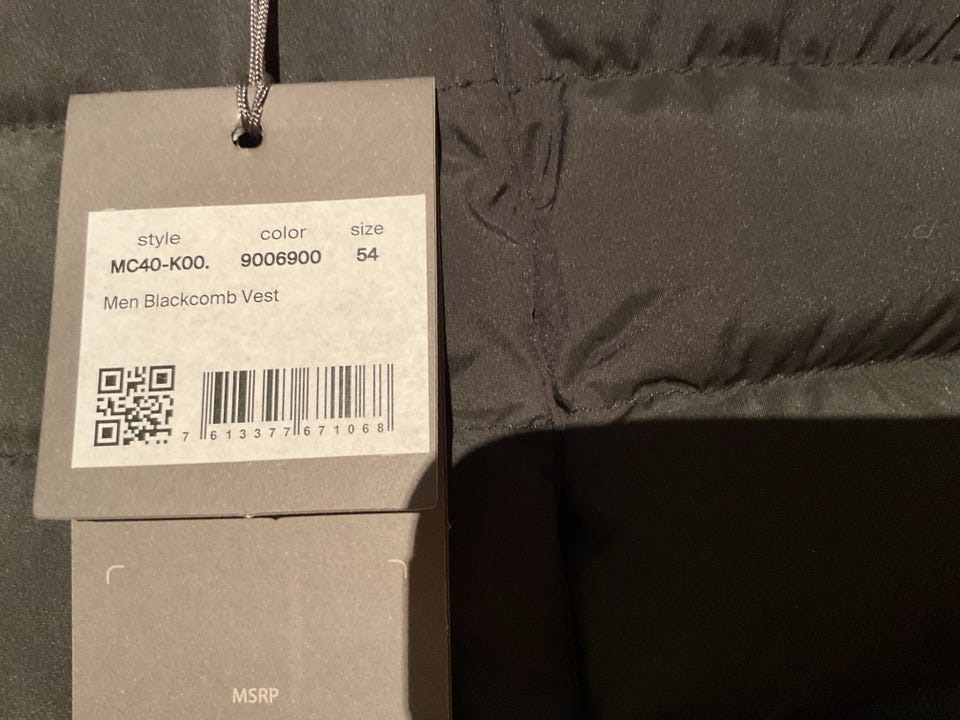 style color size
MC40-K00. 9006900 54
Men Blackcomb Vest
7 613377 671068
MSRP